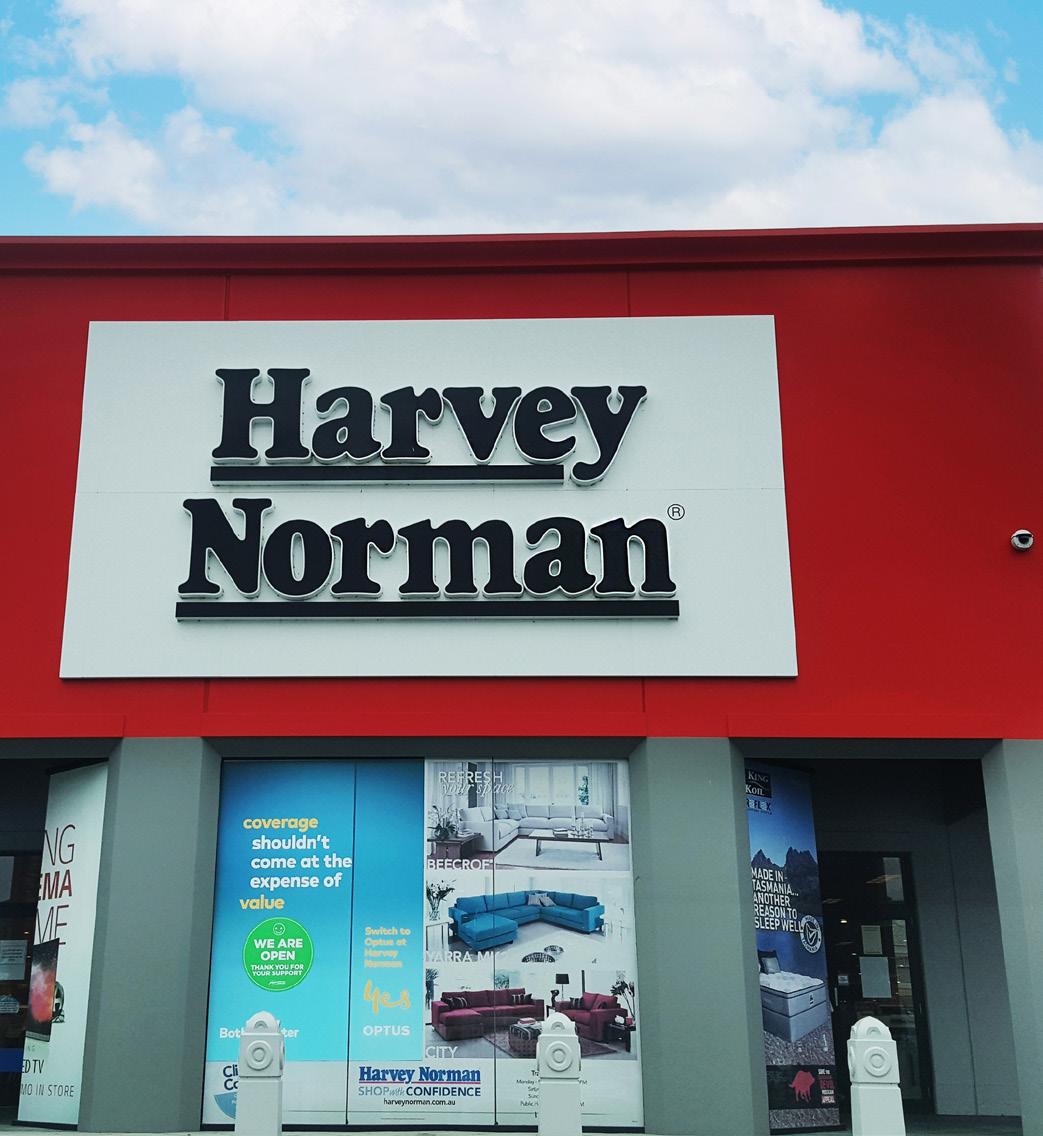 Harvey
Norman®
coverage
shouldn't
come at the
expense of
value
WE ARE
OPEN
THANK YOU FOR
YOUR SUPPORT
Switch to
Optus at
Harvey
Norman
yes
OPTUS
REFRESH
your space
BEECROFT
CITY
Harvey Norman
SHOP with CONFIDENCE
harveynorman.com.au
KING
KOIL
MADE IN
TASMANIA...
ANOTHER
REASON TO
SLEEP WELL
NG
EMA
ME
ED TV
MO IN STORE